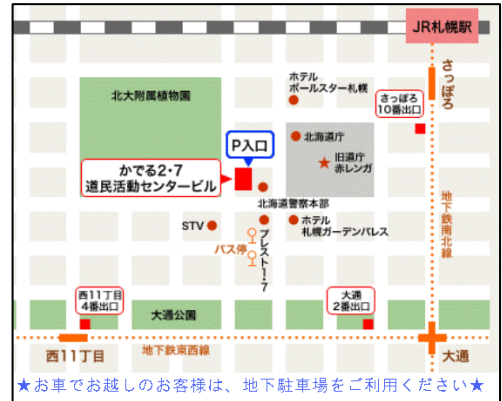 JR札幌駅
さっぽろ
ホテル
ポールスター札幌
さっぽろ
10番出口
北大附属植物園
P入口
北海道庁
旧道庁
赤レンガ
かでる2・7
道民活動センタービル
北海道警察本部
地下鉄南北線
STV
バス停
プレスト1・7
ホテル
札幌ガーデンパレス
西11丁目
4番出口
大通公園
大通
2番出口
西11丁目
地下鉄東西線
大通
★お車でお越しのお客様は、地下駐車場をご利用ください★